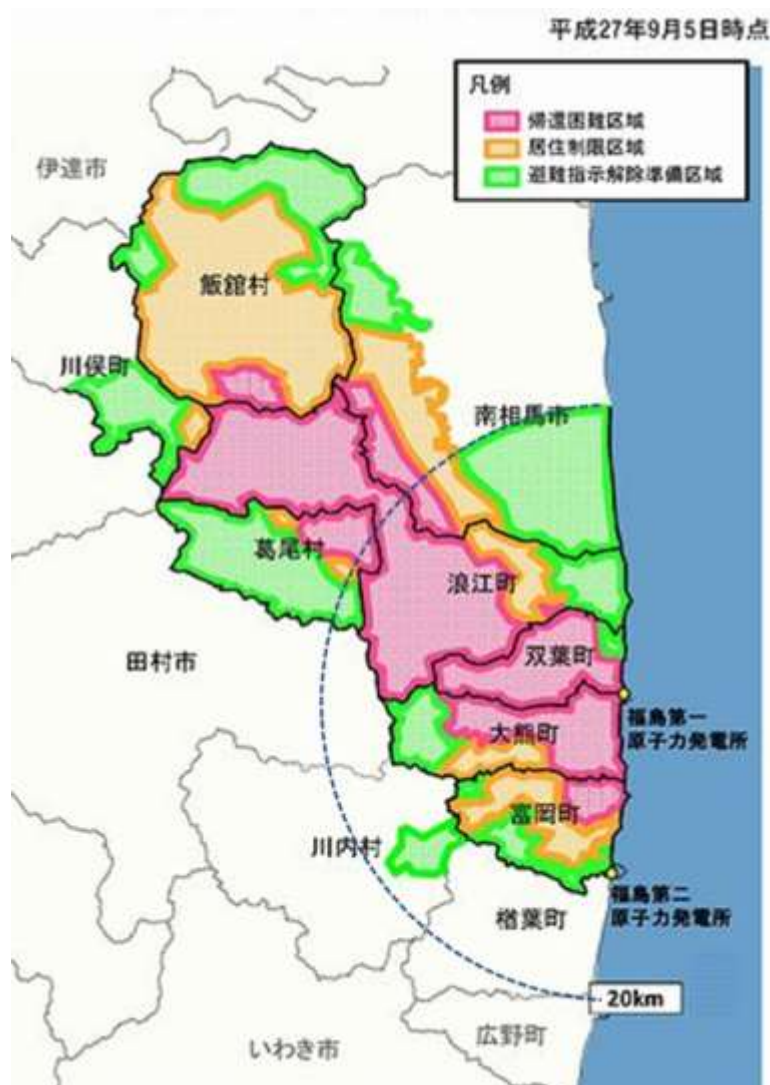 平成27年9月5日時点
凡例
帰還困難区域
居住制限区域
避難指示解除準備区域
伊達市
飯舘村
川俣町
南相馬市
葛尾村
浪江町
田村市
双葉町
福島第一
原子力発電所
大熊町
富岡町
川内村
福島第二
原子力発電所
楢葉町
20km
広野町
いわき市